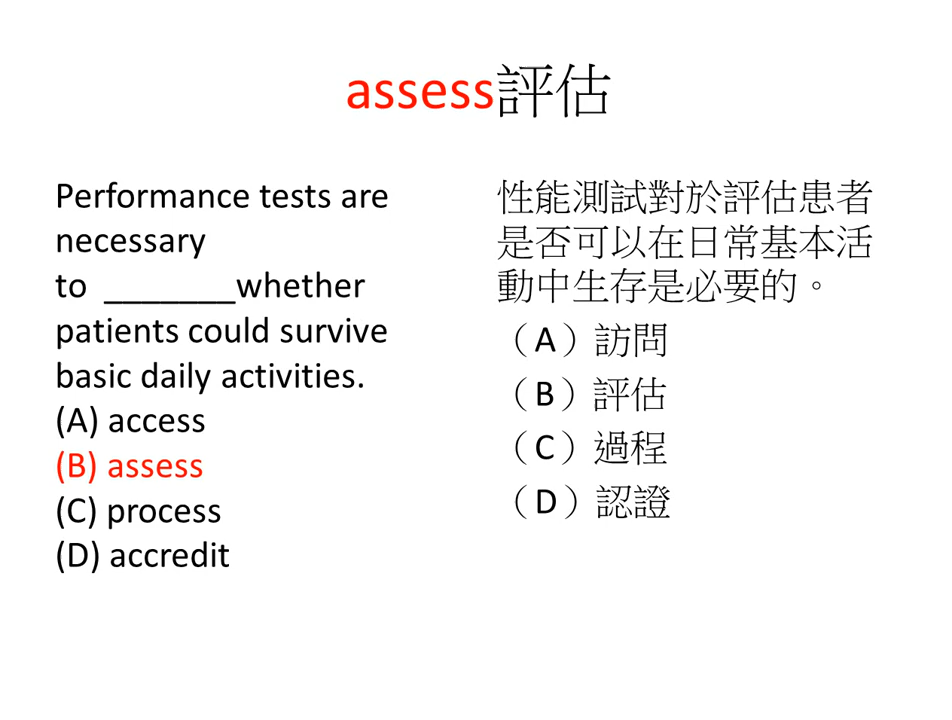 assess評估
Performance tests are
necessary
to _______whether
patients could survive
basic daily activities.
(A) access
(B) assess
(C) process
(D) accredit
性能測試對於評估患者
是否可以在日常基本活
動中生存是必要的。
（A）訪問
（B）評估
（C）過程
（D）認證